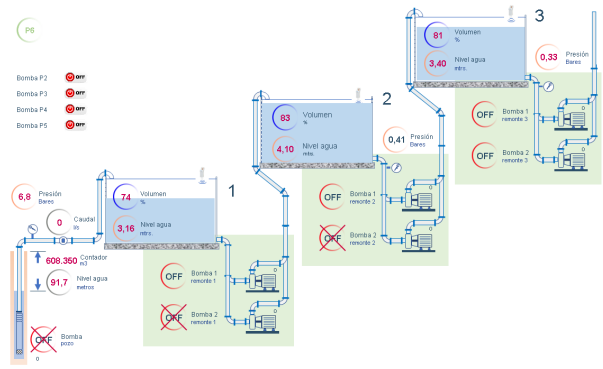 P6
Bomba P2 OFF
Bomba P3 OFF
Bomba P4 OFF
Bomba P5 OFF
3
81 Volumen
%
3,40 Nivel agua
mtrs.
0,33 Presión
Bares
OFF Bomba 1
remonte 3
OFF Bomba 2
remonte 3
2
83 Volumen
%
4,10 Nivel agua
mtrs.
0,41 Presión
Bares
OFF Bomba 1
remonte 2
OFF Bomba 2
remonte 2
1
74 Volumen
%
3,16 Nivel agua
mtrs.
6,8 Presión
Bares
0 Caudal
l/s
608.360 Contador
m3
91,7 Nivel agua
metros
OFF Bomba
pozo
0
OFF Bomba 1
remonte 1
OFF Bomba 2
remonte 1